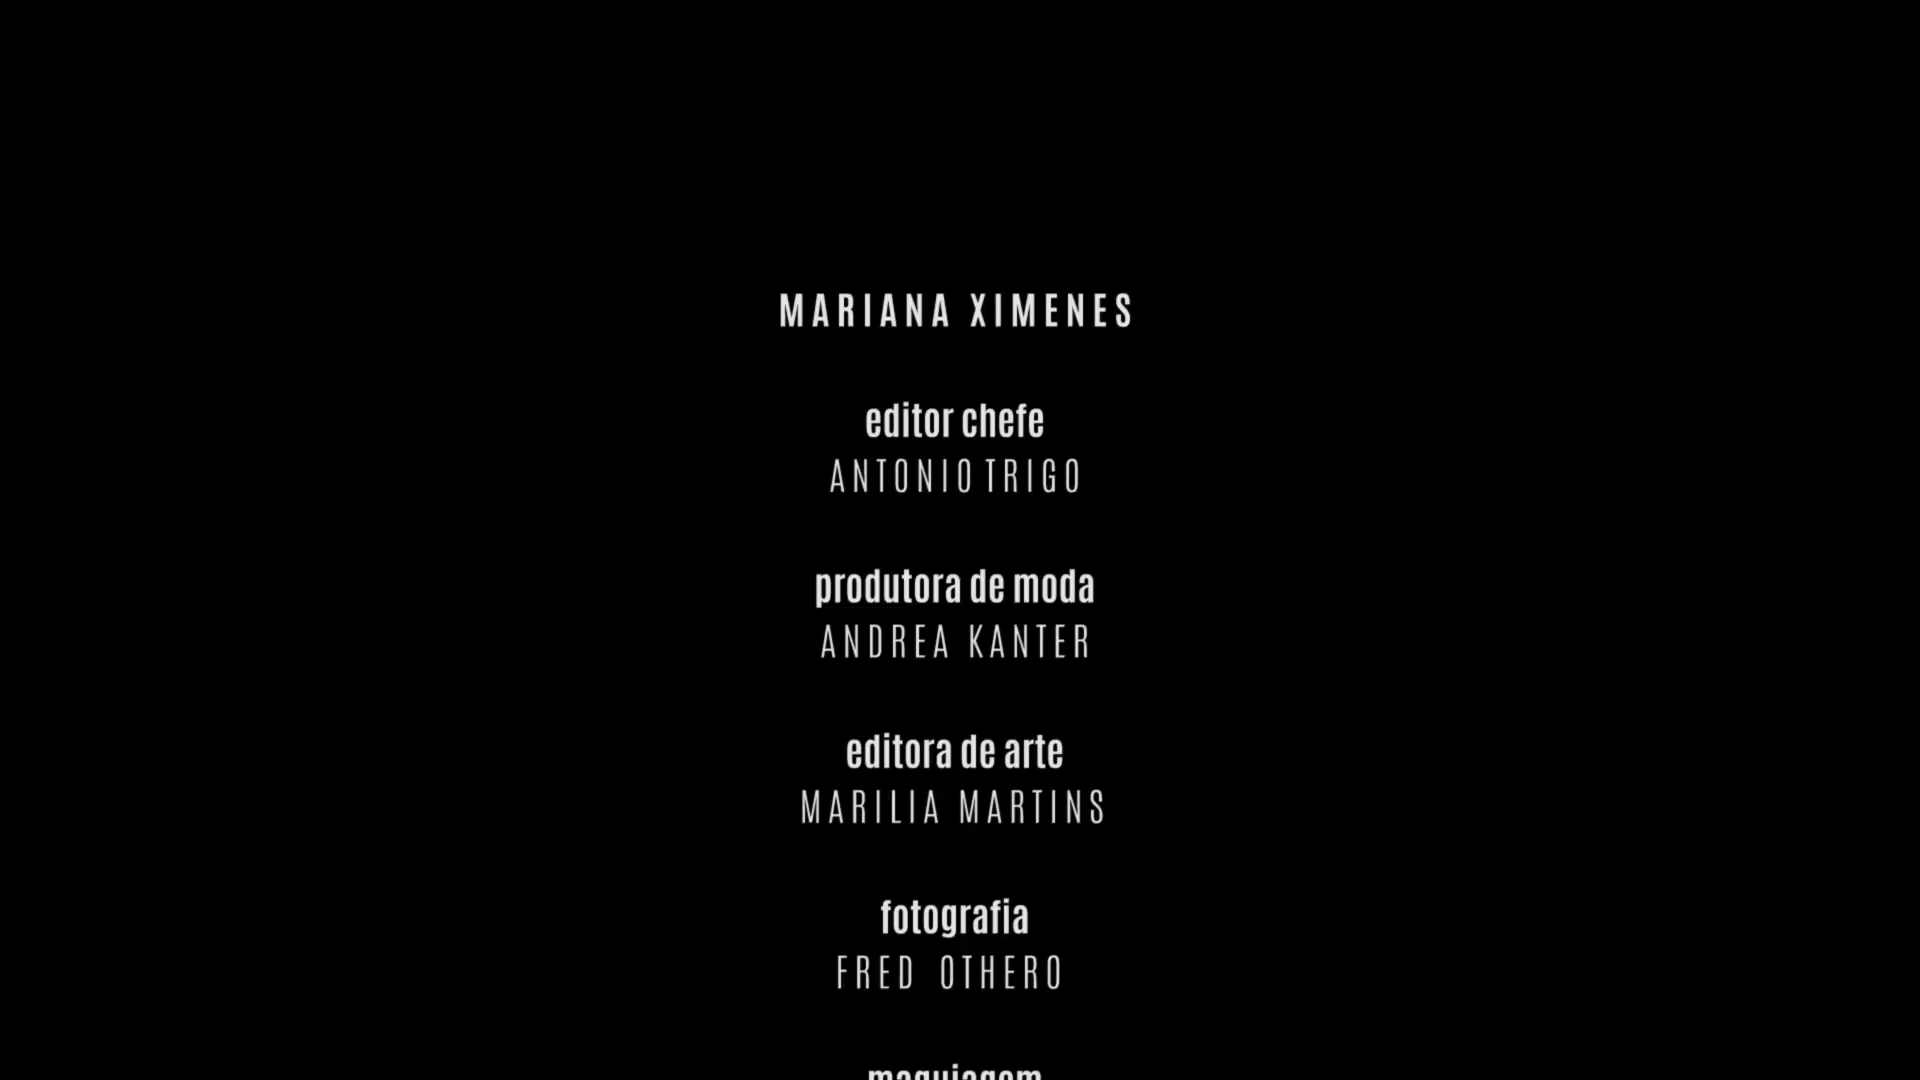 MARIANA XIMENES
editor chefe
ANTONIO TRIGO
produtora de moda
ANDREA KANTER
editora de arte
MARILIA MARTINS
fotografia
FRED OTHERO
maquiagem